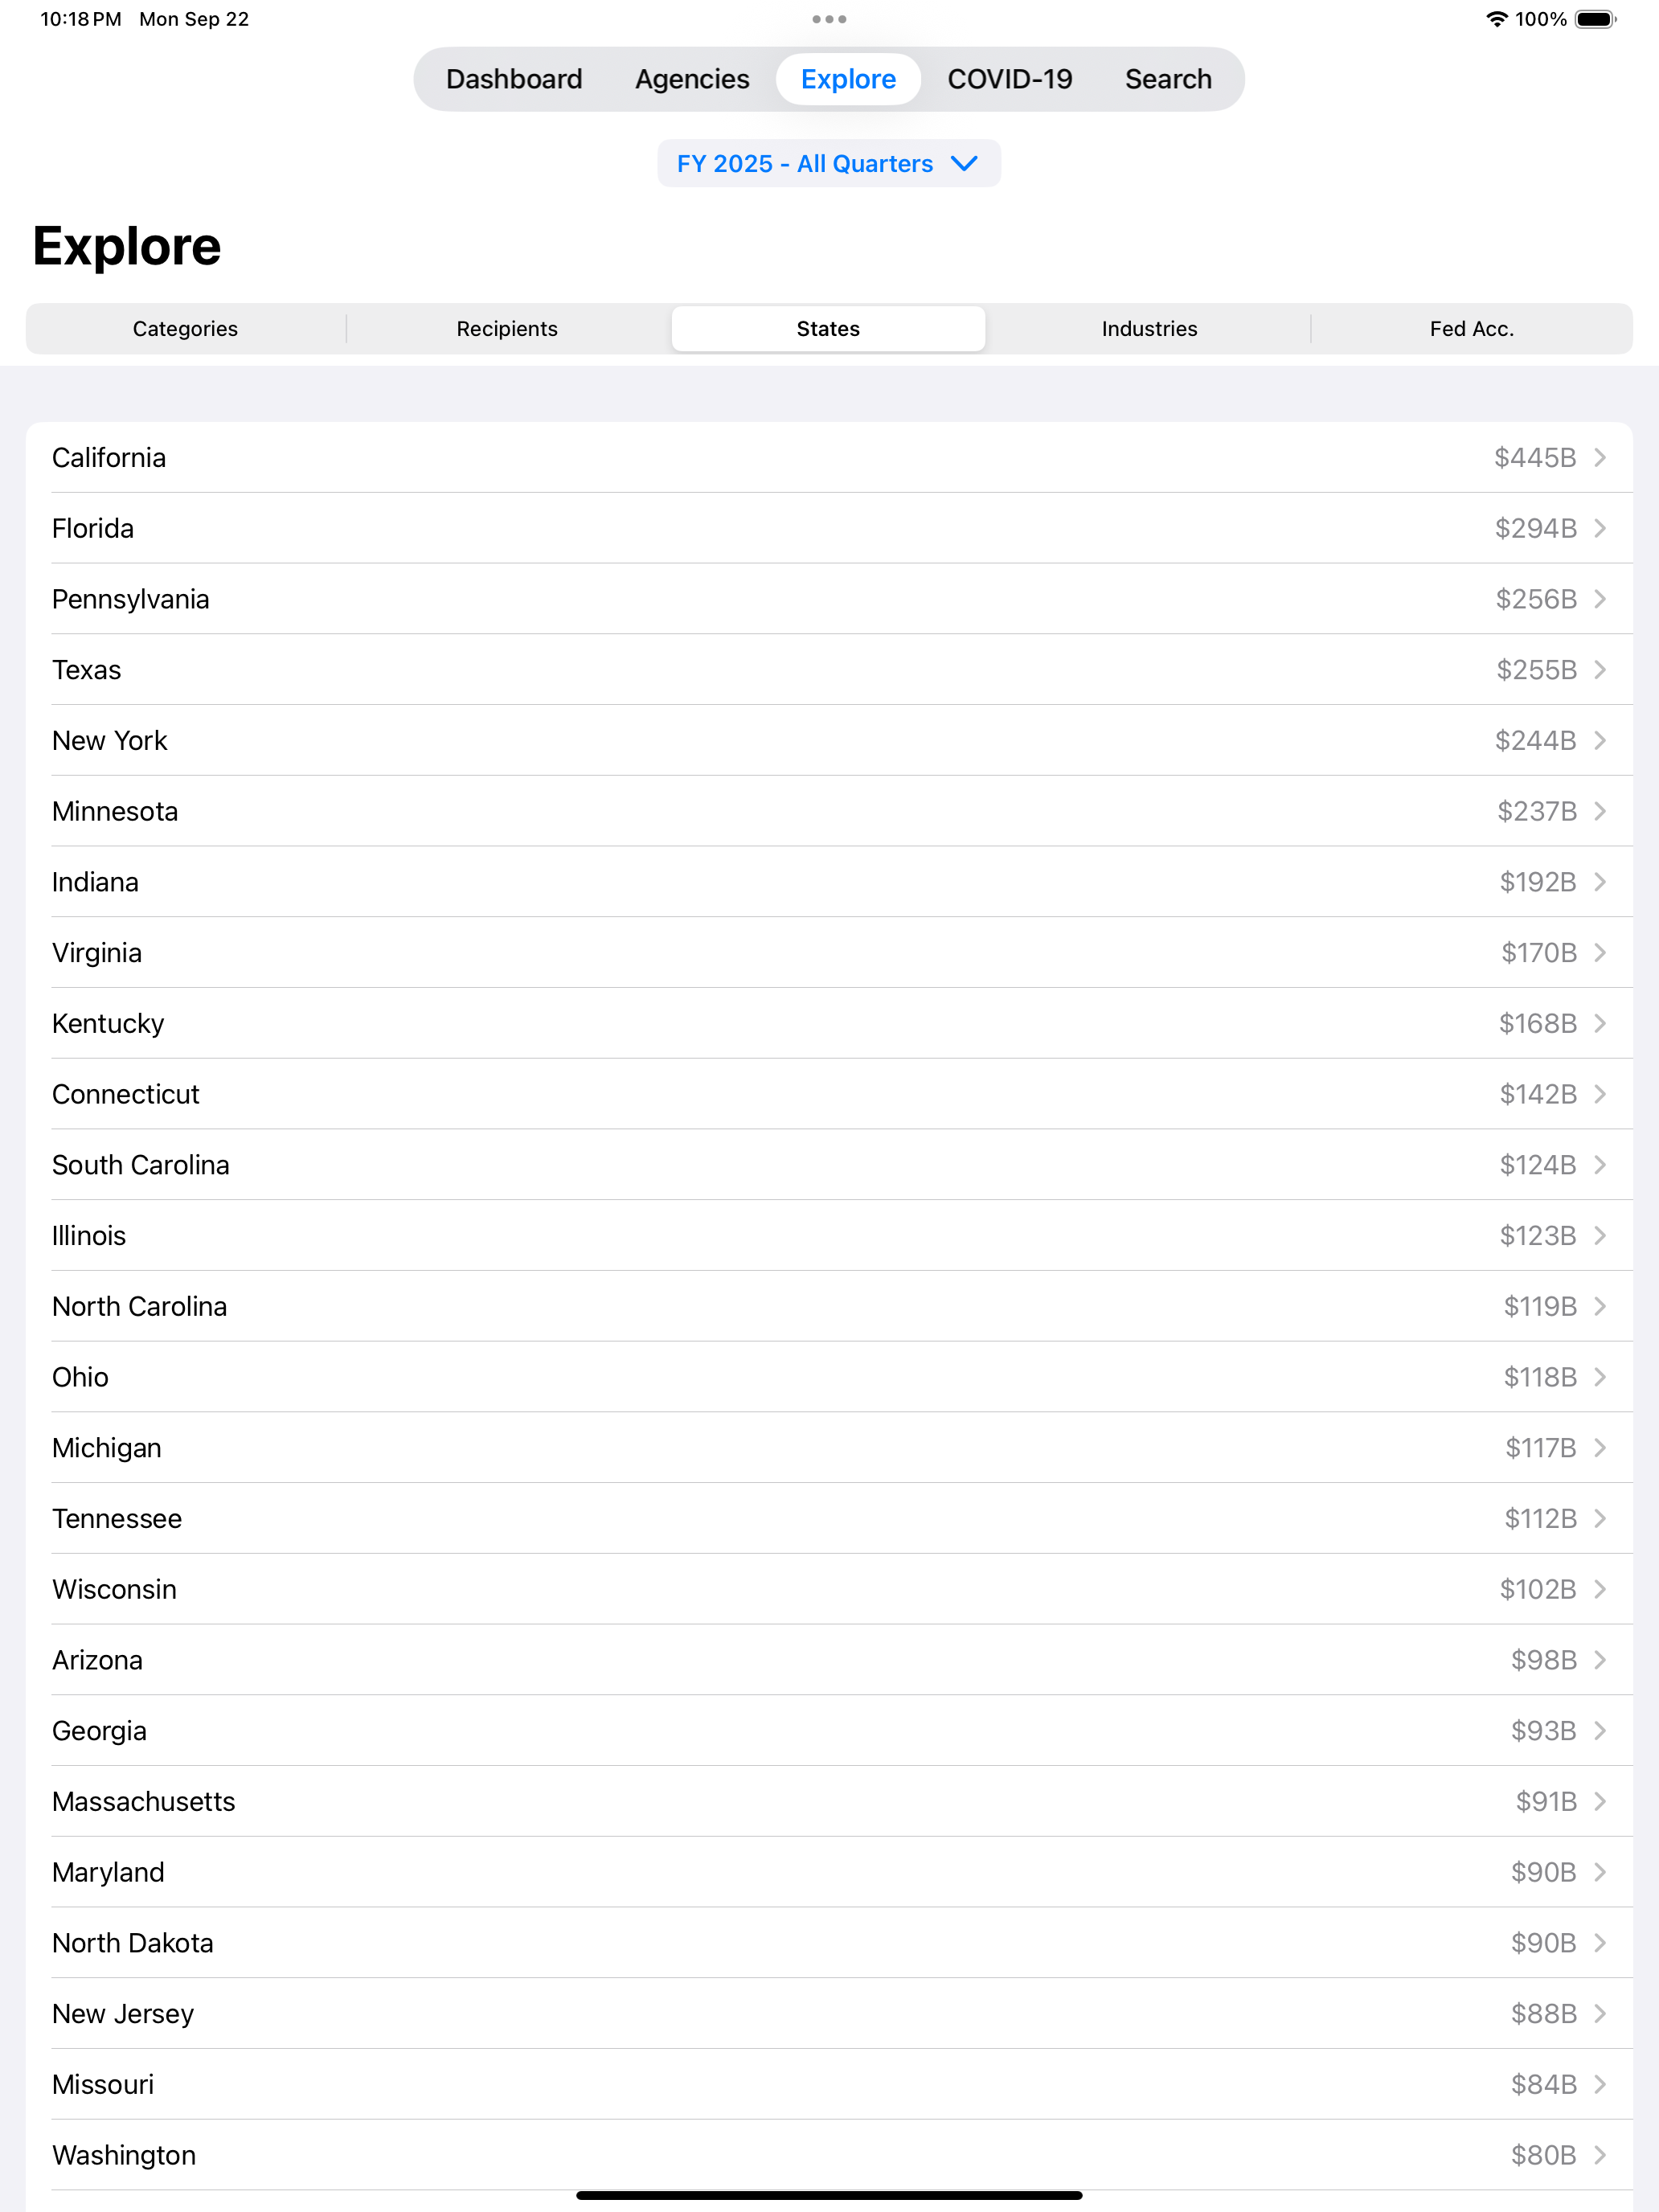 10:18 PM Mon Sep 22 100%
Dashboard Agencies Explore COVID-19 Search
FY 2025 - All Quarters
Explore
Categories Recipients States Industries Fed Acc.
California $445B
Florida $294B
Pennsylvania $256B
Texas $255B
New York $244B
Minnesota $237B
Indiana $192B
Virginia $170B
Kentucky $168B
Connecticut $142B
South Carolina $124B
Illinois $123B
North Carolina $119B
Ohio $118B
Michigan $117B
Tennessee $112B
Wisconsin $102B
Arizona $98B
Georgia $93B
Massachusetts $91B
Maryland $90B
North Dakota $90B
New Jersey $88B
Missouri $84B
Washington $80B